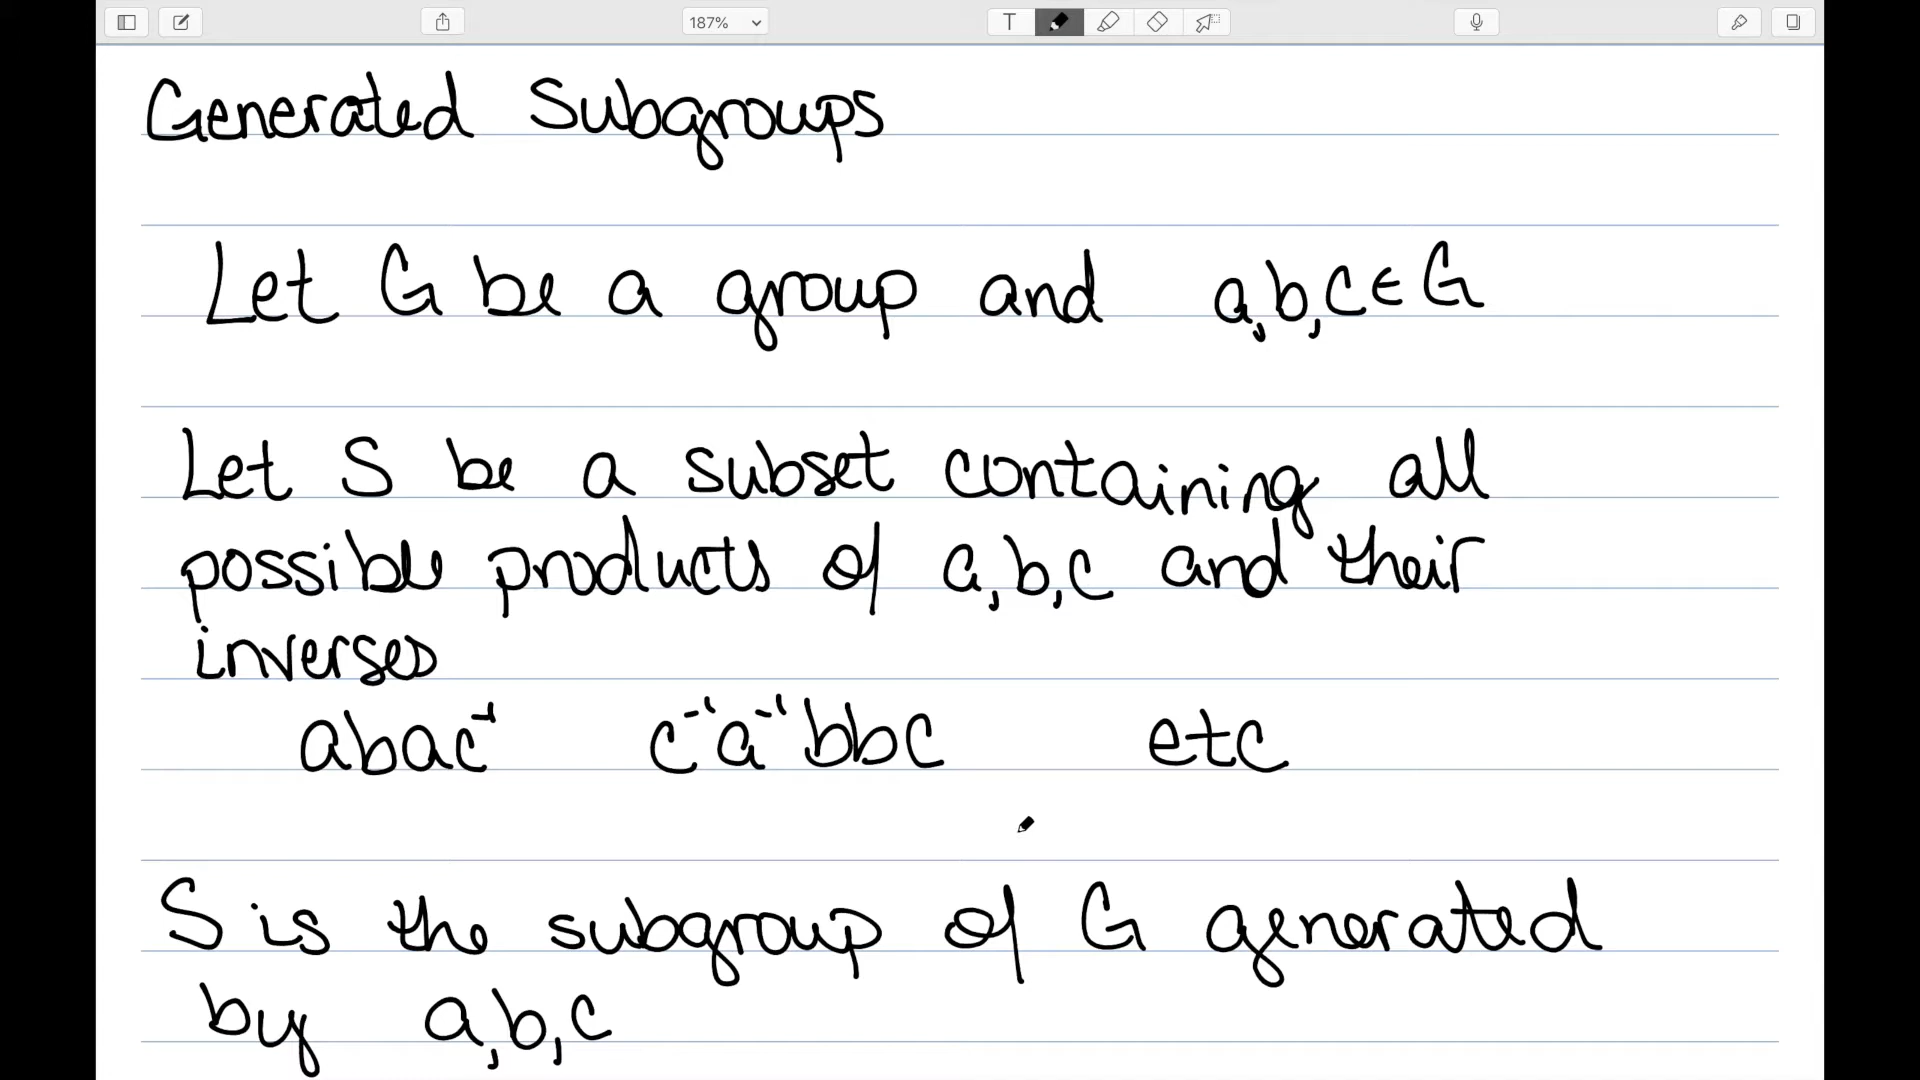 187%
T
Generated Subgroups
Let G be a group and a,b,c∈G
Let S be a subset containing all
possible products of a,b,c and their
inverses
abac⁻¹ c⁻¹a⁻¹bbc etc
S is the subgroup of G generated
by a,b,c